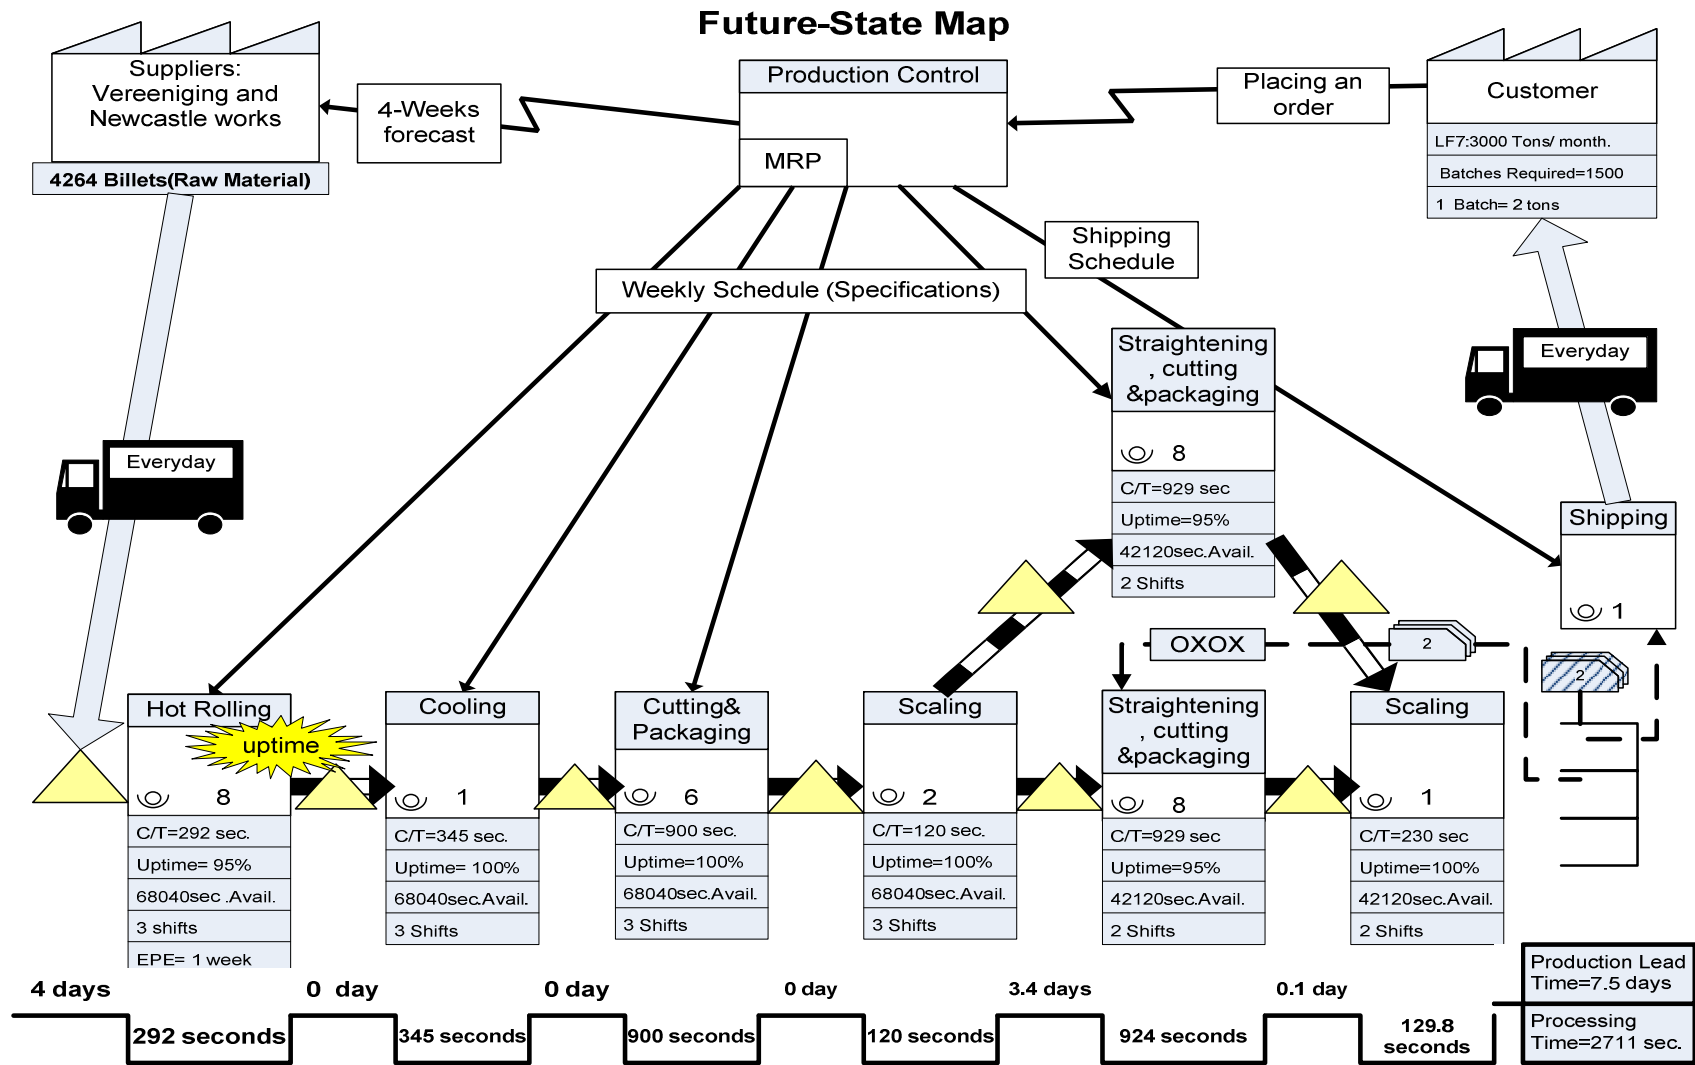 Future-State Map
Suppliers:
Vereeniging and
Newcastle works
4264 Billets(Raw Material)
4-Weeks
forecast
Production Control
MRP
Placing an
order
Customer
LF7:3000 Tons/ month.
Batches Required=1500
1 Batch= 2 tons
Shipping
Schedule
Weekly Schedule (Specifications)
Everyday
Everyday
Straightening
, cutting
&packaging
8
C/T=929 sec
Uptime=95%
42120sec.Avail.
2 Shifts
Shipping
1
OXOX
2
2
Hot Rolling
uptime
8
C/T=292 sec.
Uptime= 95%
68040sec .Avail.
3 shifts
EPE= 1 week
Cooling
1
C/T=345 sec.
Uptime= 100%
68040sec.Avail.
3 Shifts
Cutting&
Packaging
6
C/T=900 sec.
Uptime=100%
68040sec.Avail.
3 Shifts
Scaling
2
C/T=120 sec.
Uptime=100%
68040sec.Avail.
3 Shifts
Straightening
, cutting
&packaging
8
C/T=929 sec
Uptime=95%
42120sec.Avail.
2 Shifts
Scaling
1
C/T=230 sec
Uptime=100%
42120sec.Avail.
2 Shifts
4 days
0 day
0 day
0 day
3.4 days
0.1 day
292 seconds
345 seconds
900 seconds
120 seconds
924 seconds
129.8
seconds
Production Lead
Time=7.5 days
Processing
Time=2711 sec.